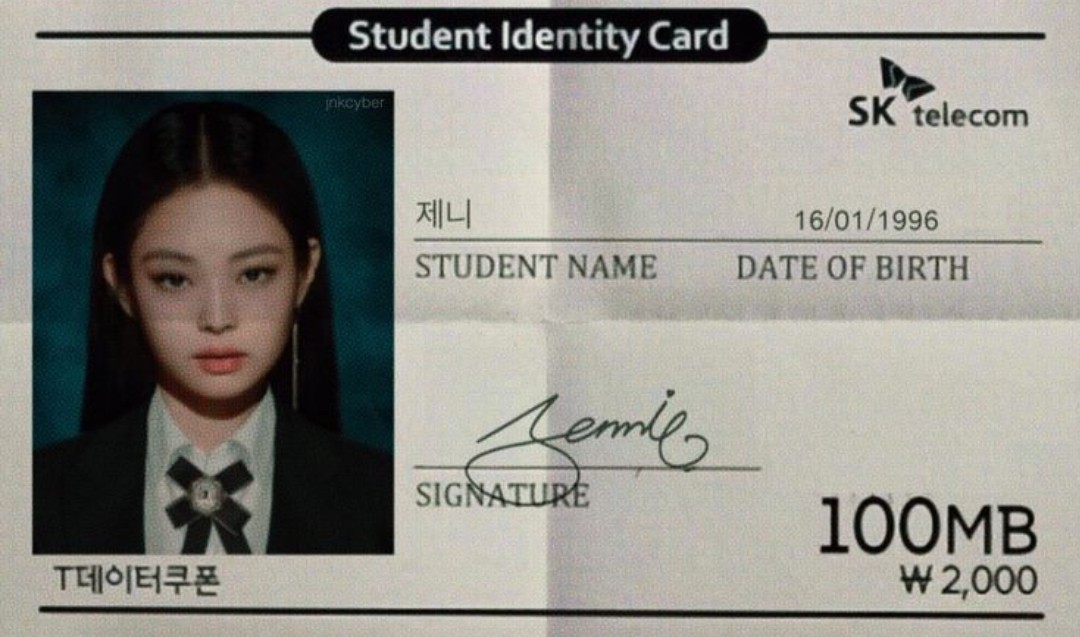 Student Identity Card
SK telecom
jnkcyber
제니
16/01/1996
STUDENT NAME
DATE OF BIRTH
Jennie
SIGNATURE
100MB
₩ 2,000
T데이터쿠폰